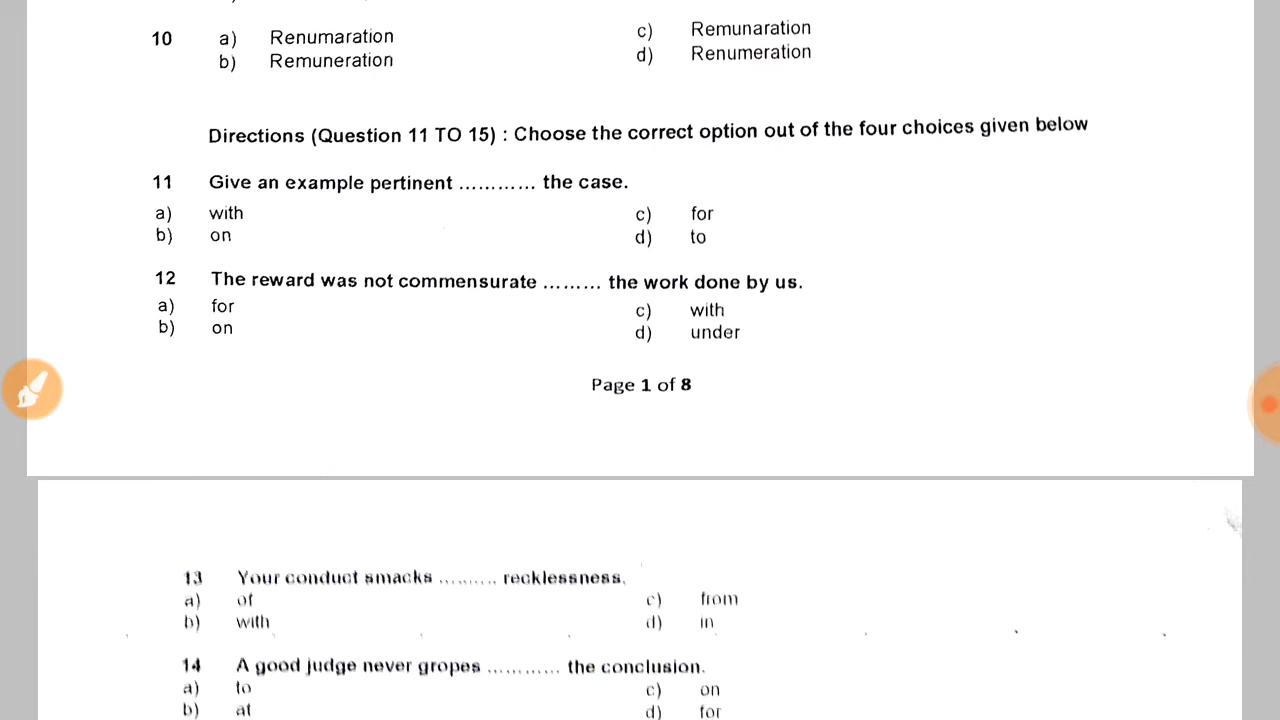 10 a) Renumaration c) Remunaration
b) Remuneration d) Renumeration
Directions (Question 11 TO 15) : Choose the correct option out of the four choices given below
11 Give an example pertinent ............ the case.
a) with c) for
b) on d) to
12 The reward was not commensurate ......... the work done by us.
a) for c) with
b) on d) under
Page 1 of 8
13 Your conduct smacks .......... recklessness.
a) of c) from
b) with d) in
14 A good judge never gropes ............. the conclusion.
a) to c) on
b) at d) for